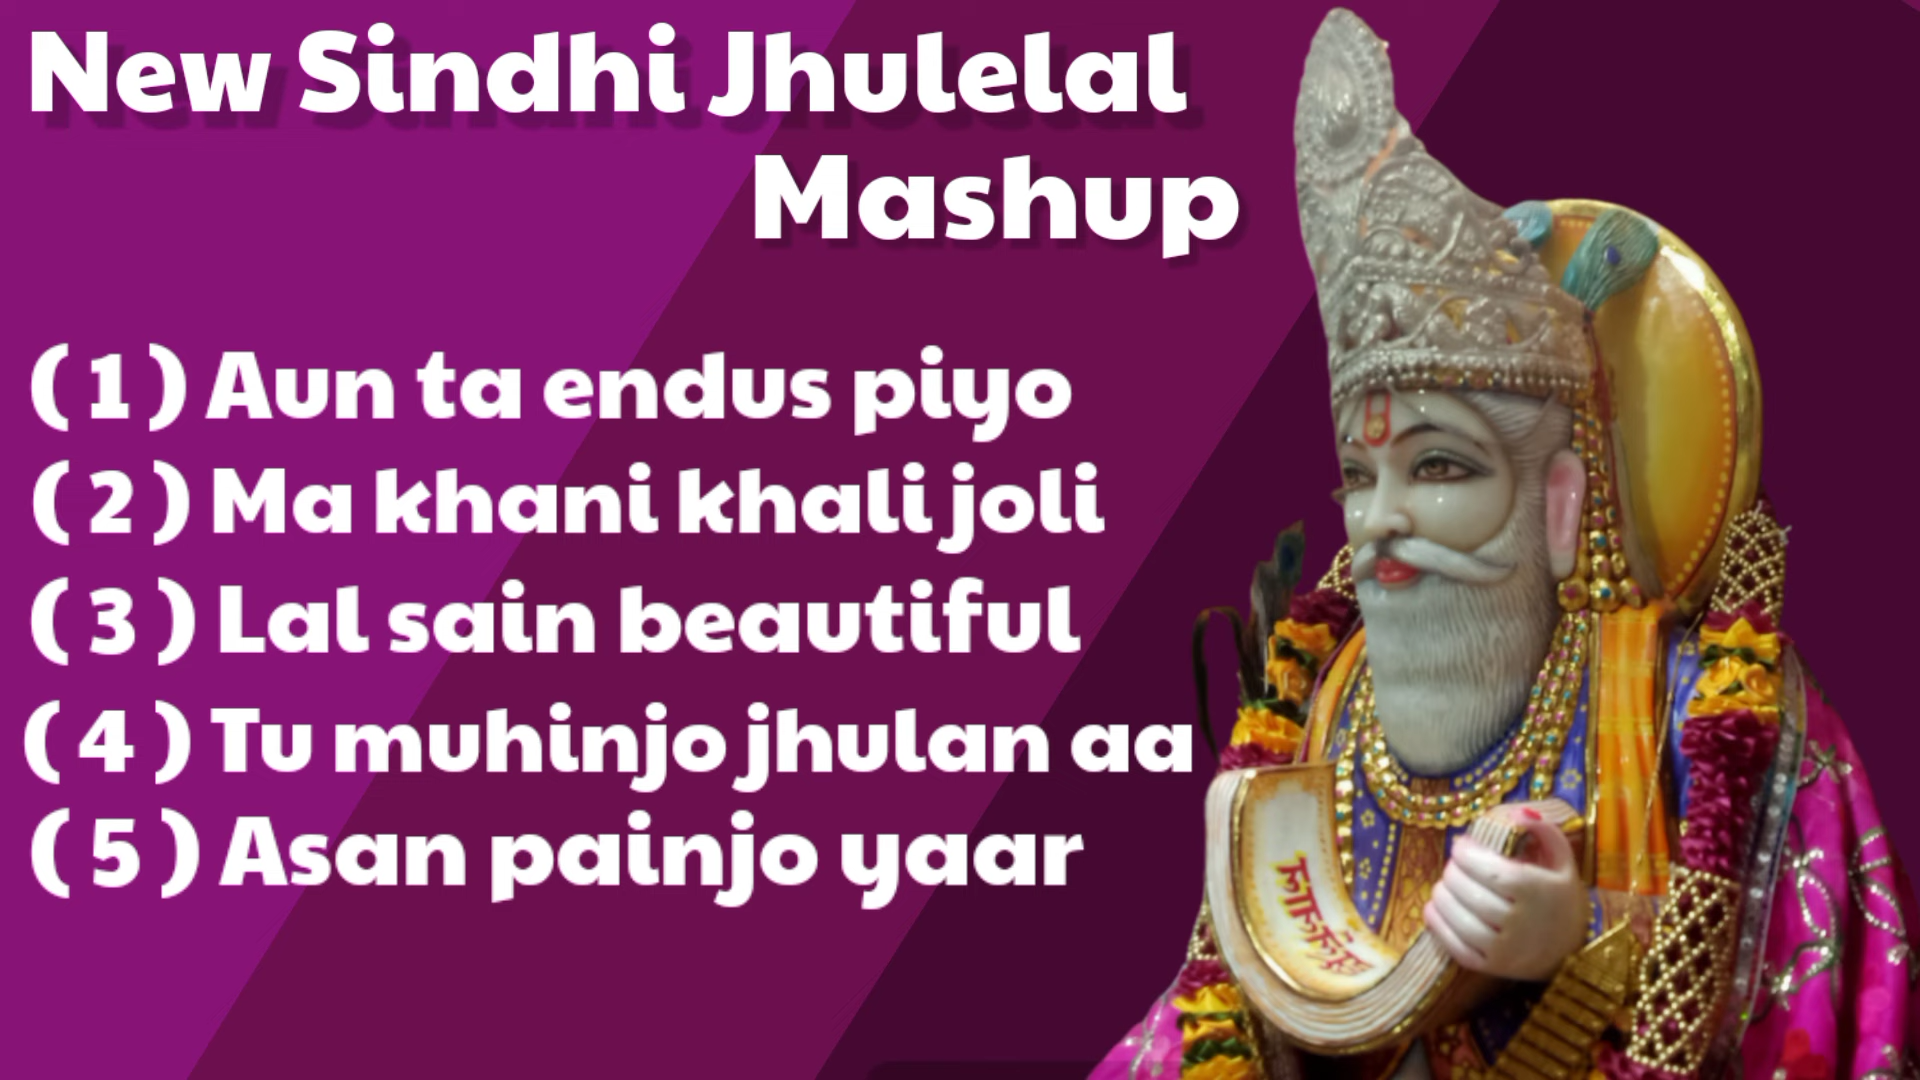 New Sindhi Jhulelal
Mashup
( 1 ) Aun ta endus piyo
( 2 ) Ma khani khali joli
( 3 ) Lal sain beautiful
( 4 ) Tu muhinjo jhulan aa
( 5 ) Asan painjo yaar